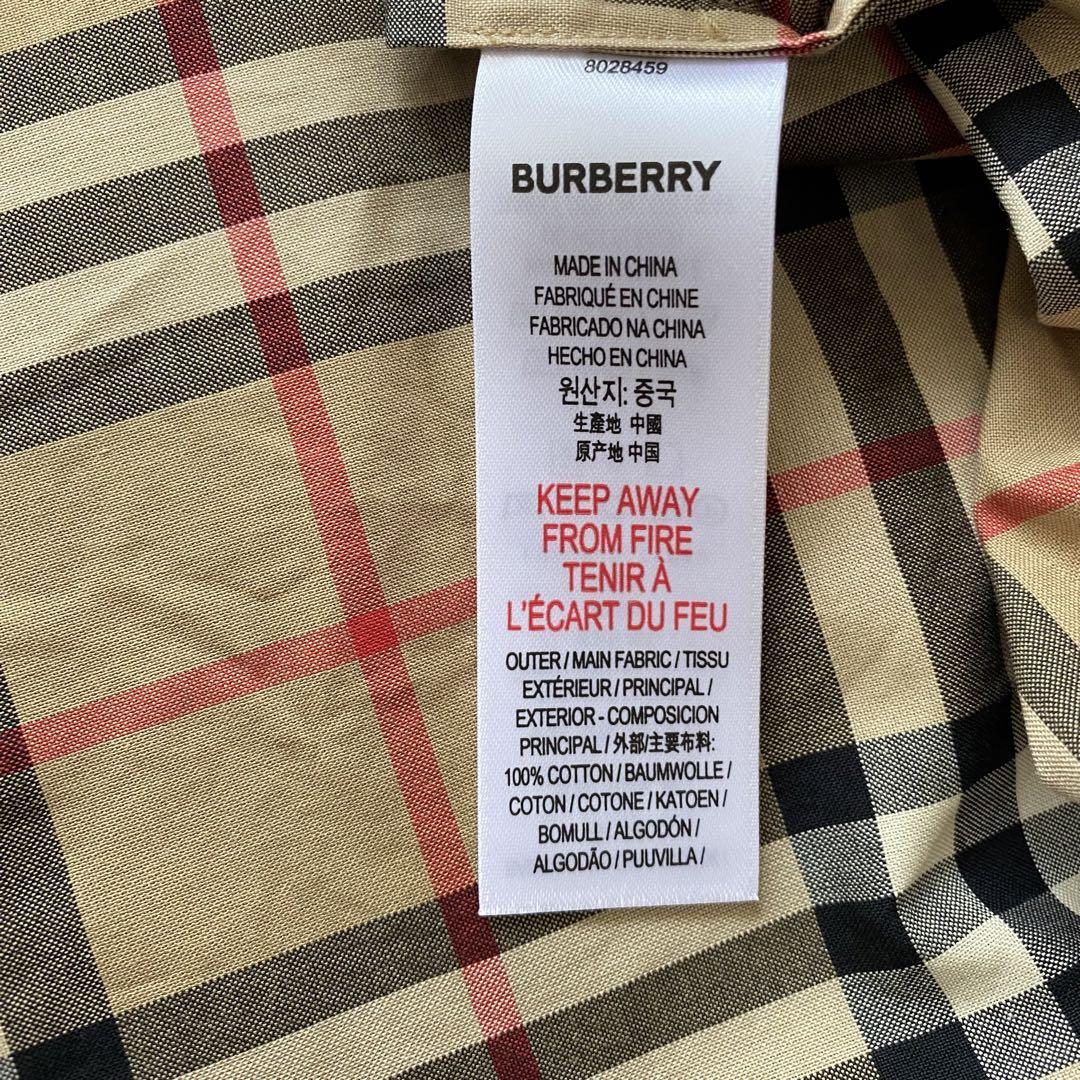 8028459
BURBERRY
MADE IN CHINA
FABRIQUÉ EN CHINE
FABRICADO NA CHINA
HECHO EN CHINA
원산지: 중국
生產地 中國
原产地 中国
KEEP AWAY
FROM FIRE
TENIR À
L'ÉCART DU FEU
OUTER / MAIN FABRIC / TISSU
EXTÉRIEUR / PRINCIPAL /
EXTERIOR - COMPOSICION
PRINCIPAL / 外部/主要布料:
100% COTTON / BAUMWOLLE /
COTON / COTONE / KATOEN /
BOMULL / ALGODÓN /
ALGODÃO / PUUVILLA /